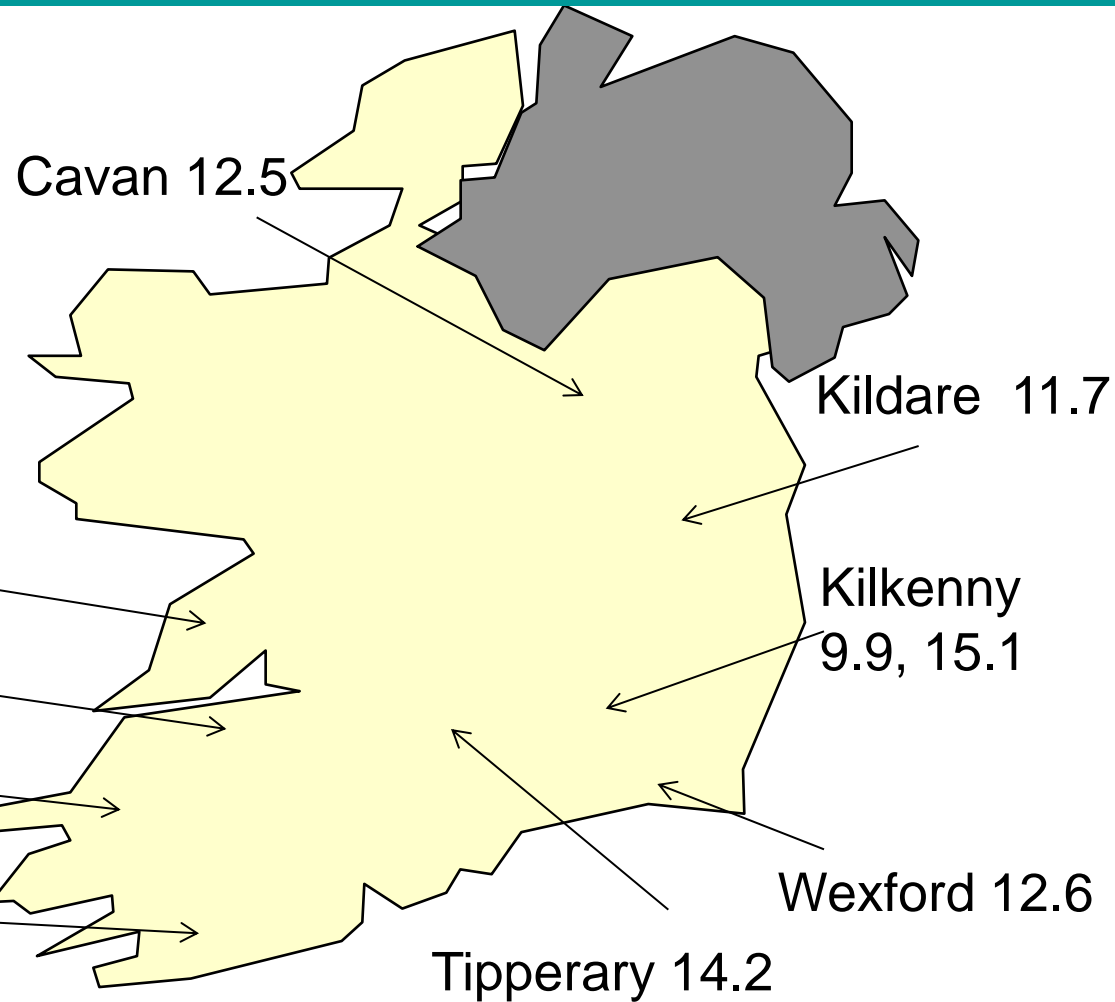 Cavan 12.5
Kildare 11.7
Kilkenny
9.9, 15.1
Wexford 12.6
Tipperary 14.2